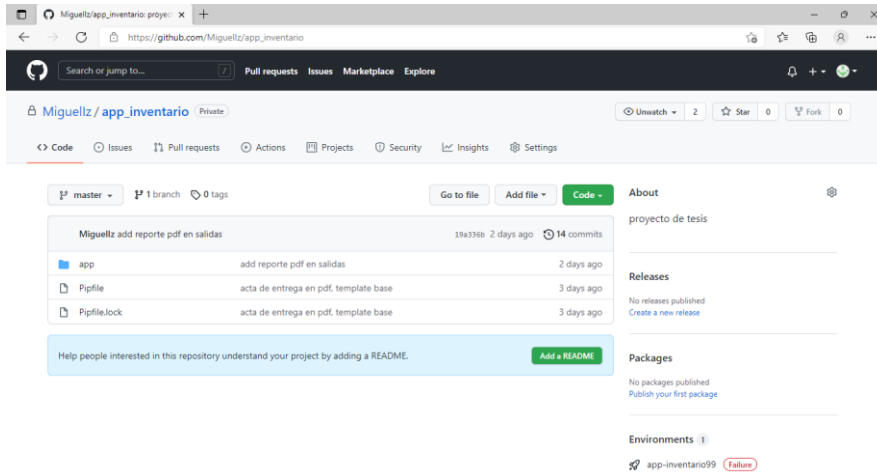 Miguellz/app_inventario: proyec
https://github.com/Miguellz/app_inventario
Search or jump to... /
Pull requests Issues Marketplace Explore
Miguellz / app_inventario Private
Unwatch 2 Star 0 Fork 0
Code Issues Pull requests Actions Projects Security Insights Settings
master 1 branch 0 tags
Go to file Add file Code
Miguellz add reporte pdf en salidas 19a336b 2 days ago 14 commits
app add reporte pdf en salidas 2 days ago
Pipfile acta de entrega en pdf, template base 3 days ago
Pipfile.lock acta de entrega en pdf, template base 3 days ago
Help people interested in this repository understand your project by adding a README. Add a README
About
proyecto de tesis
Releases
No releases published
Create a new release
Packages
No packages published
Publish your first package
Environments 1
app-inventario99 Failure